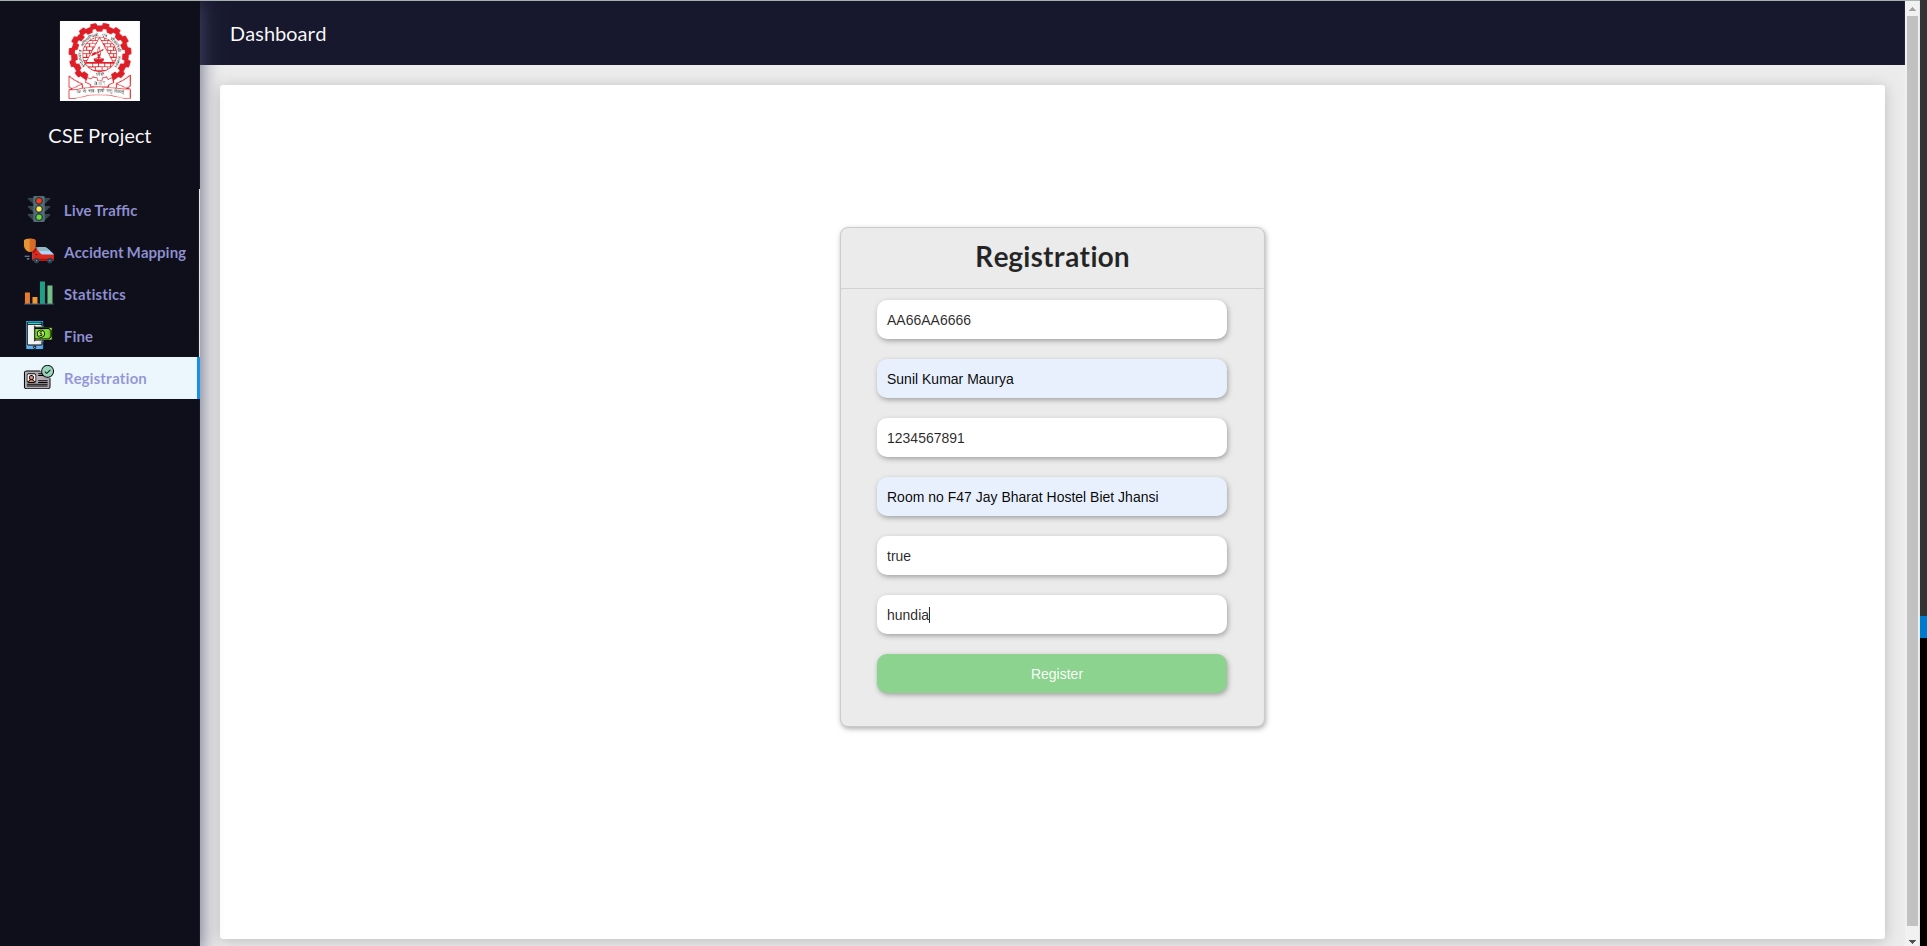 Dashboard
CSE Project
Live Traffic
Accident Mapping
Statistics
Fine
Registration
Registration
AA66AA6666
Sunil Kumar Maurya
1234567891
Room no F47 Jay Bharat Hostel Biet Jhansi
true
hundia
Register